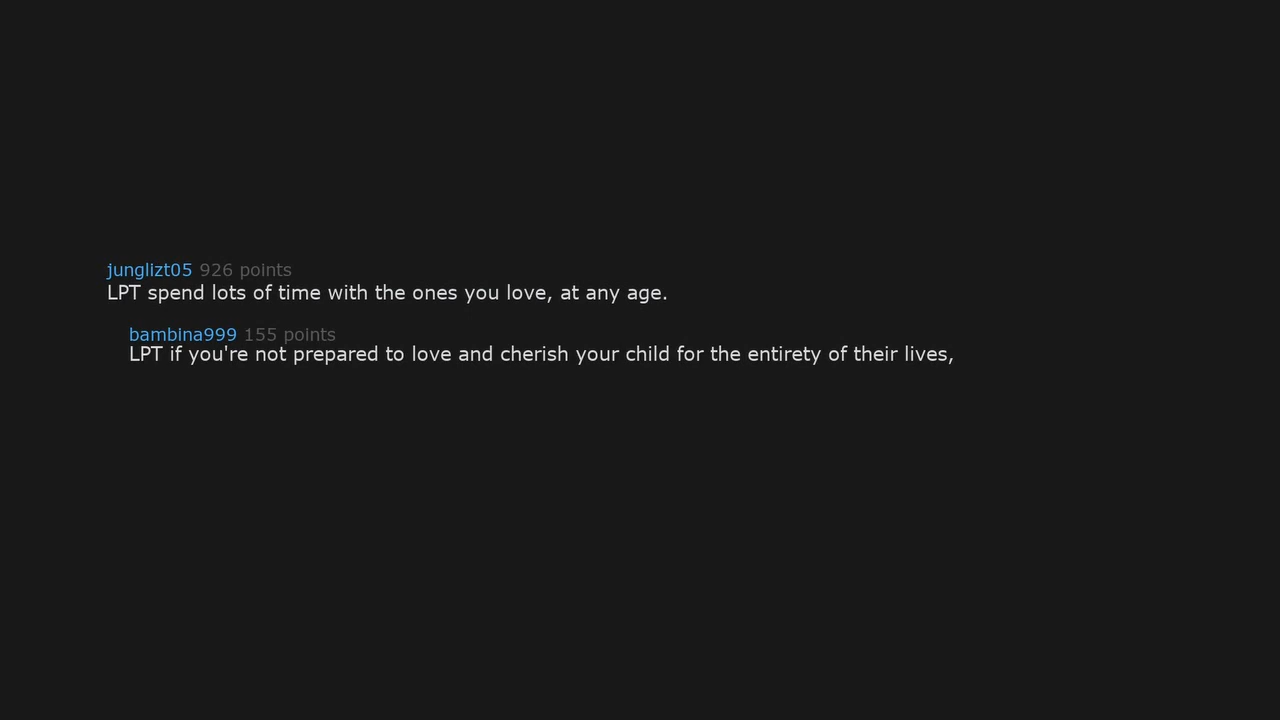 junglizt05 926 points
LPT spend lots of time with the ones you love, at any age.
bambina999 155 points
LPT if you're not prepared to love and cherish your child for the entirety of their lives,